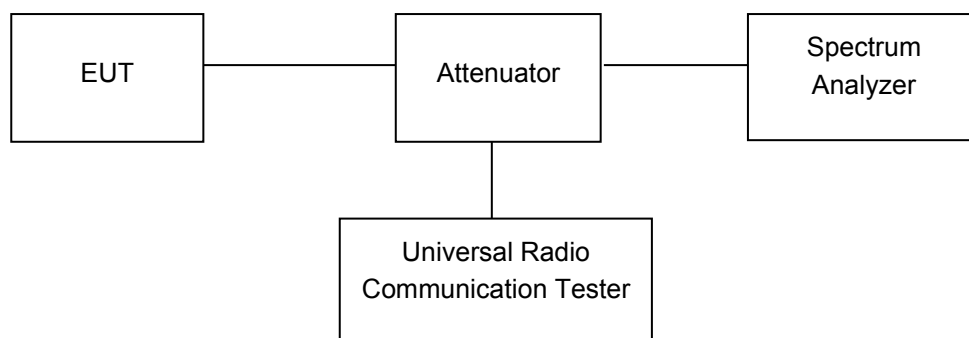 EUT
Attenuator
Spectrum
Analyzer
Universal Radio
Communication Tester